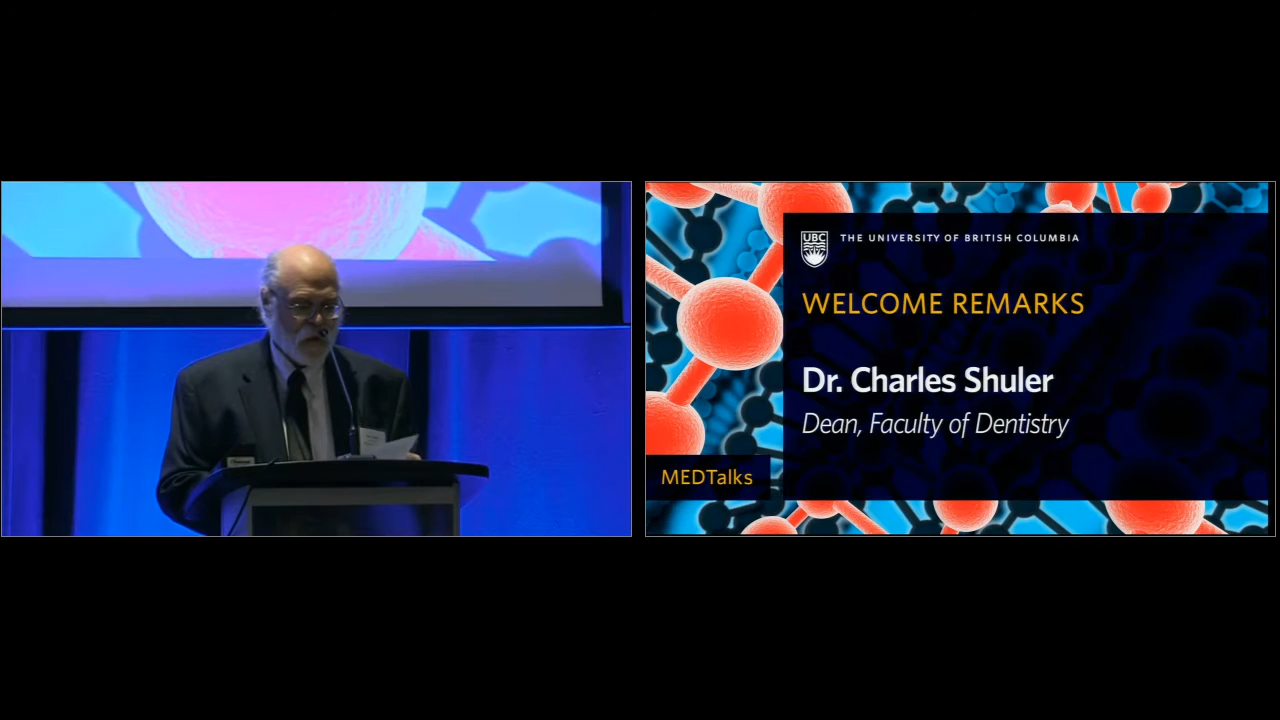 UBC
THE UNIVERSITY OF BRITISH COLUMBIA
WELCOME REMARKS
Dr. Charles Shuler
Dean, Faculty of Dentistry
MEDTalks